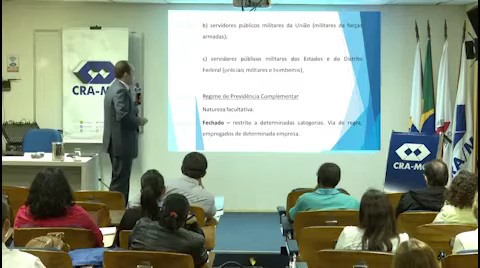 b) servidores públicos militares da União (militares da forças
armadas);
c) servidores públicos militares dos Estados e do Distrito
Federal (policiais militares e bombeiros);
Regime de Previdência Complementar
Natureza facultativa.
Fechado – restrito a determinadas categorias. Via de regra,
empregados de determinada empresa.
CRA-MG
CRA-MG